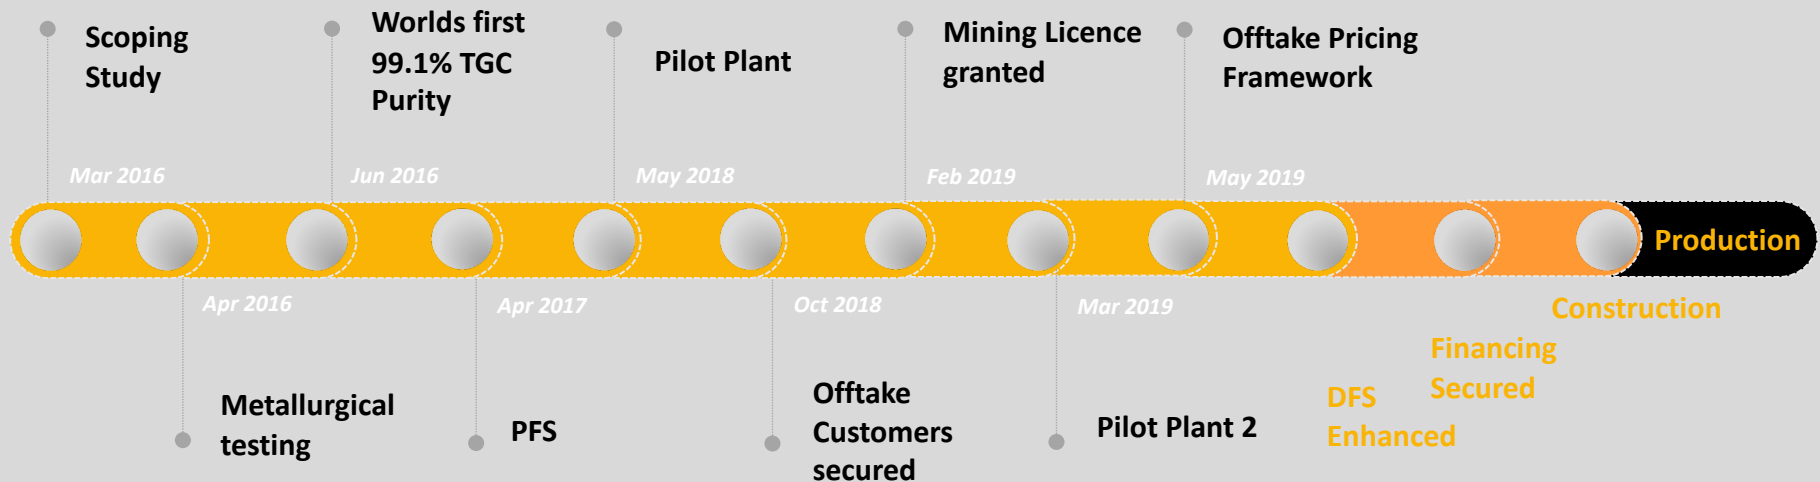 Scoping
Study
Worlds first
99.1% TGC
Purity
Pilot Plant
Mining Licence
granted
Offtake Pricing
Framework
Mar 2016
Jun 2016
May 2018
Feb 2019
May 2019
Production
Apr 2016
Apr 2017
Oct 2018
Mar 2019
Construction
Financing
Secured
DFS
Enhanced
Metallurgical
testing
PFS
Offtake
Customers
secured
Pilot Plant 2